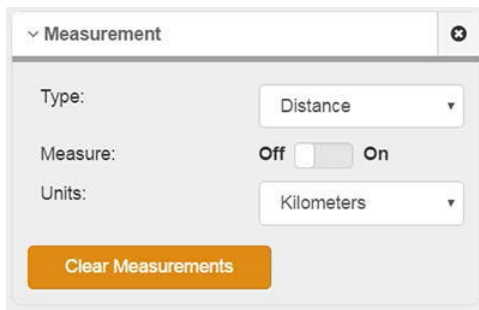 Measurement
Type:
Distance
Measure:
Off On
Units:
Kilometers
Clear Measurements